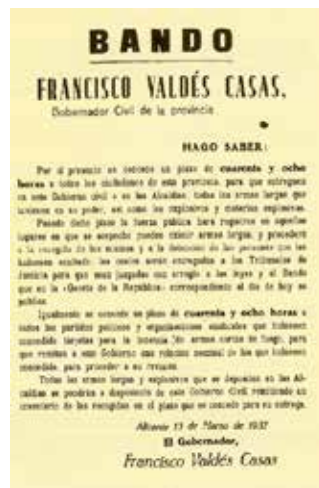 BANDO
FRANCISCO VALDÉS CASAS,
Gobernador Civil de la provincia
HAGO SABER:
Por el presente se concede un plazo de cuarenta y ocho
horas a todos los ciudadanos de esta provincia, para que entreguen
en este Gobierno civil o en las Alcaldías, todas las armas largas que
tuviesen en su poder, así como los explosivos y materias explosivas.
Pasado dicho plazo la fuerza pública hará registros en aquellos
lugares en que se sospeche puedan existir armas largas, y procederá
a la recogida de las mismas y a la detención de las personas que las
hubiesen ocultado, las cuales serán entregadas a los Tribunales de
Justicia para que sean juzgadas con arreglo a las leyes y al Bando
que en la «Gaceta de la República» correspondiente al día de hoy se
publica.
Igualmente se concede un plazo de cuarenta y ocho horas a
todos los partidos políticos y organizaciones sindicales que hubiesen
concedido tarjetas para la tenencia de armas cortas de fuego, para
que remitan a este Gobierno una relación nominal de las que hubiesen
concedido, para proceder a su revisión.
Todas las armas largas y explosivos que se depositen en las Al-
caldías se pondrán a disposición de este Gobierno Civil remitiendo un
inventario de las recogidas en el plazo que se concede para su entrega.
Alicante 15 de Marzo de 1937
El Gobernador,
Francisco Valdés Casas